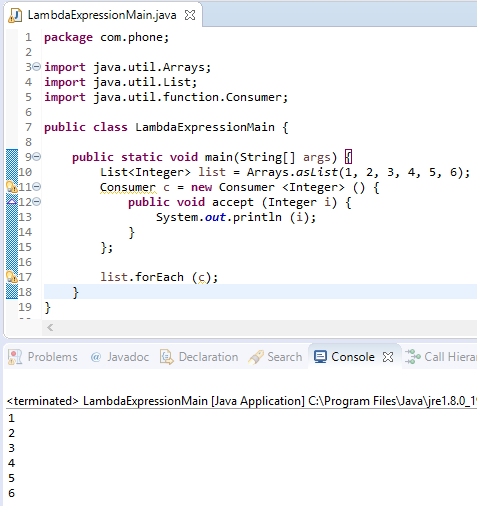 LambdaExpressionMain.java
1 package com.phone;
2
3 import java.util.Arrays;
4 import java.util.List;
5 import java.util.function.Consumer;
6
7 public class LambdaExpressionMain {
8
9 public static void main(String[] args) {
10 List<Integer> list = Arrays.asList(1, 2, 3, 4, 5, 6);
11 Consumer c = new Consumer <Integer> () {
12 public void accept (Integer i) {
13 System.out.println (i);
14 }
15 };
16
17 list.forEach (c);
18 }
19 }
Problems @ Javadoc Declaration Search Console Call Hierar
<terminated> LambdaExpressionMain [Java Application] C:\Program Files\Java\jre1.8.0_19
1
2
3
4
5
6